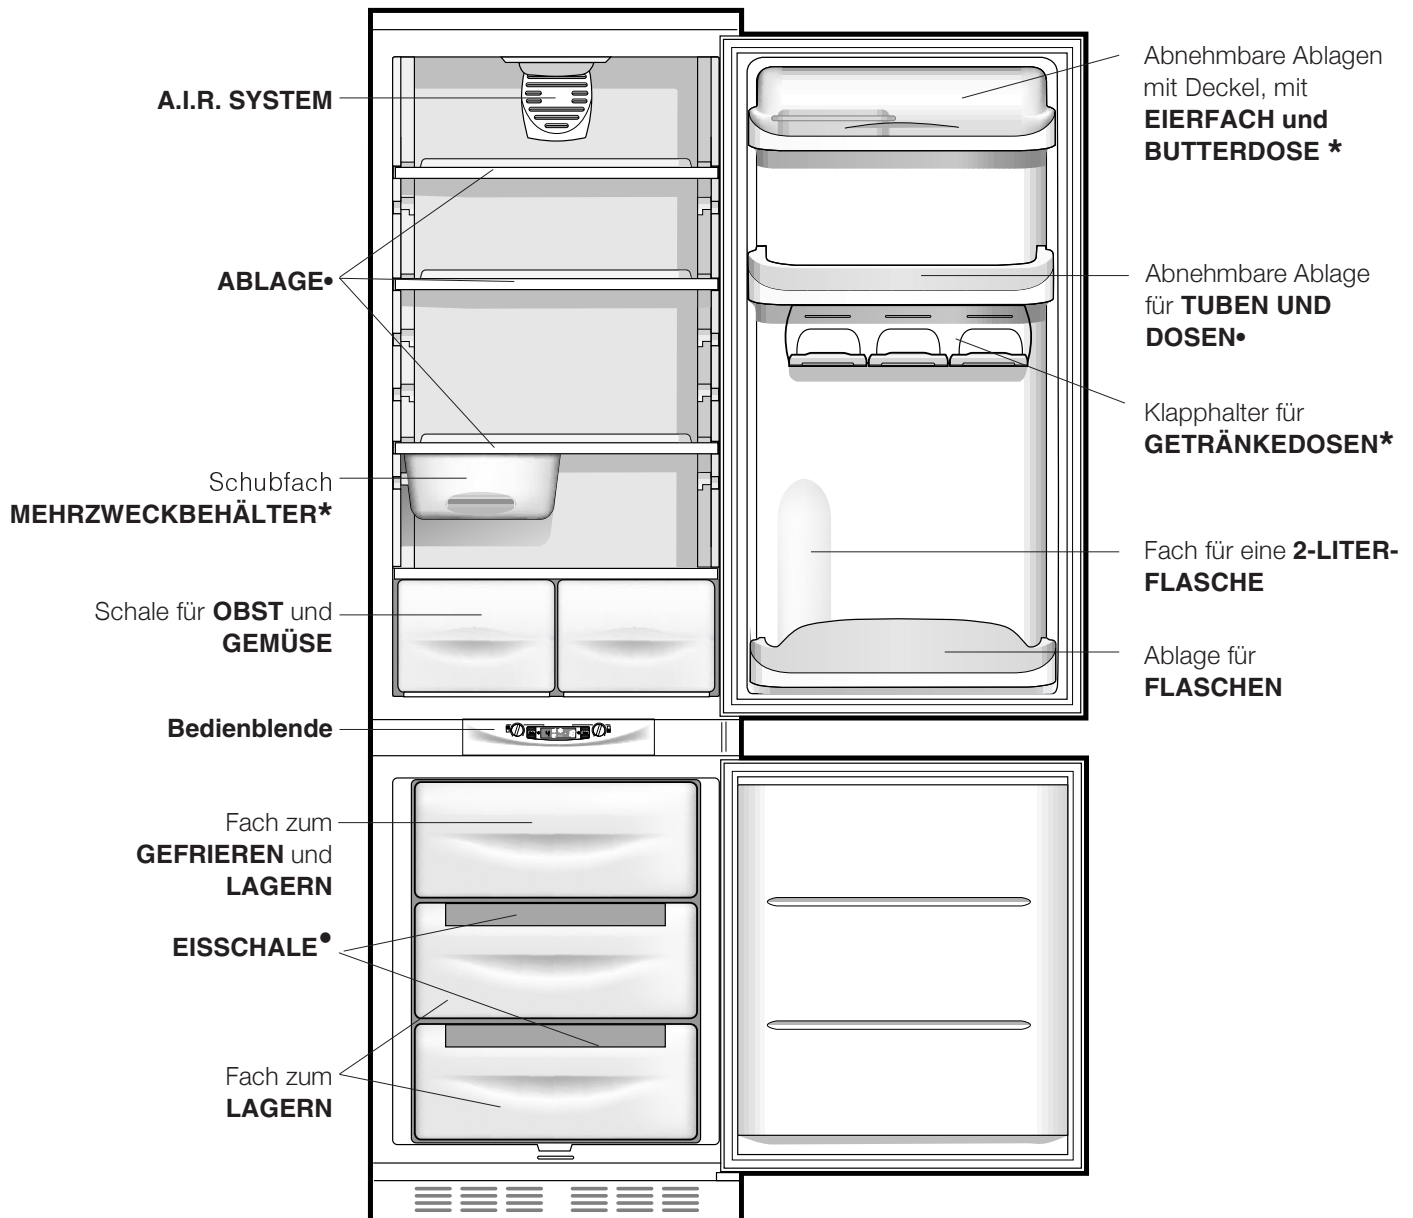 A.I.R. SYSTEM
ABLAGE•
Schubfach
MEHRZWECKBEHÄLTER*
Schale für OBST und
GEMÜSE
Bedienblende
Fach zum
GEFRIEREN und
LAGERN
EISSCHALE•
Fach zum
LAGERN
Abnehmbare Ablagen
mit Deckel, mit
EIERFACH und
BUTTERDOSE *
Abnehmbare Ablage
für TUBEN UND
DOSEN•
Klapphalter für
GETRÄNKEDOSEN*
Fach für eine 2-LITER-
FLASCHE
Ablage für
FLASCHEN